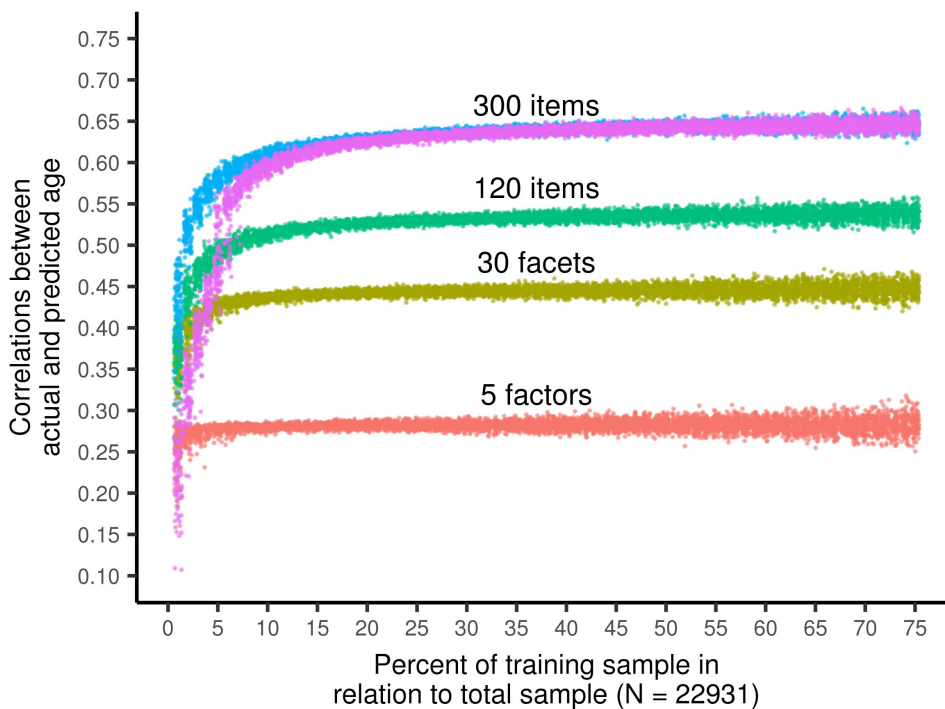 0.75
0.70
0.65
0.60
0.55
0.50
0.45
0.40
0.35
0.30
0.25
0.20
0.15
0.10
Correlations between
actual and predicted age
300 items
120 items
30 facets
5 factors
0 5 10 15 20 25 30 35 40 45 50 55 60 65 70 75
Percent of training sample in
relation to total sample (N = 22931)